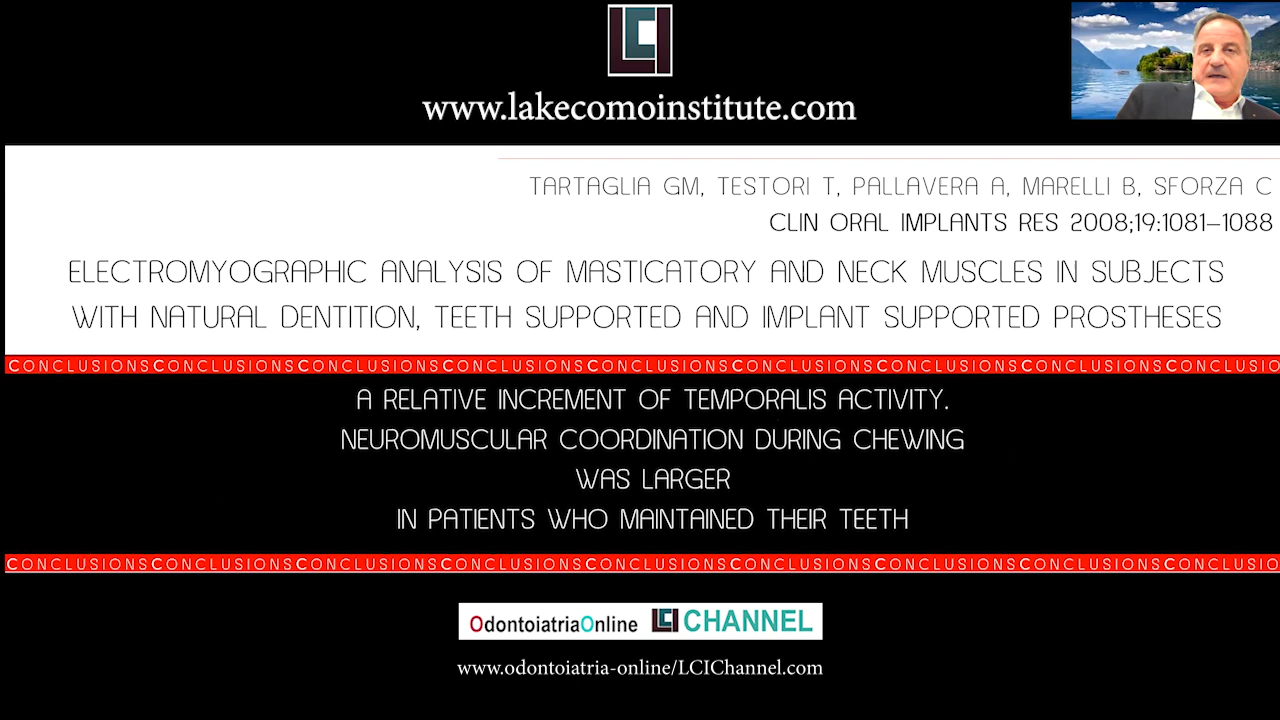 LCI
www.lakecomoinstitute.com
TARTAGLIA GM, TESTORI T, PALLAVERA A, MARELLI B, SFORZA C
CLIN ORAL IMPLANTS RES 2008;19:1081–1088
ELECTROMYOGRAPHIC ANALYSIS OF MASTICATORY AND NECK MUSCLES IN SUBJECTS
WITH NATURAL DENTITION, TEETH SUPPORTED AND IMPLANT SUPPORTED PROSTHESES
CONCLUSIONSCONCLUSIONSCONCLUSIONSCONCLUSIONSCONCLUSIONSCONCLUSIONSCONCLUSIONSCONCLUSIONSCONCLUSIO
A RELATIVE INCREMENT OF TEMPORALIS ACTIVITY.
NEUROMUSCULAR COORDINATION DURING CHEWING
WAS LARGER
IN PATIENTS WHO MAINTAINED THEIR TEETH
CONCLUSIONSCONCLUSIONSCONCLUSIONSCONCLUSIONSCONCLUSIONSCONCLUSIONSCONCLUSIONSCONCLUSIONSCONCLUSIO
OdontoiatriaOnline LCI CHANNEL
www.odontoiatria-online/LCIChannel.com